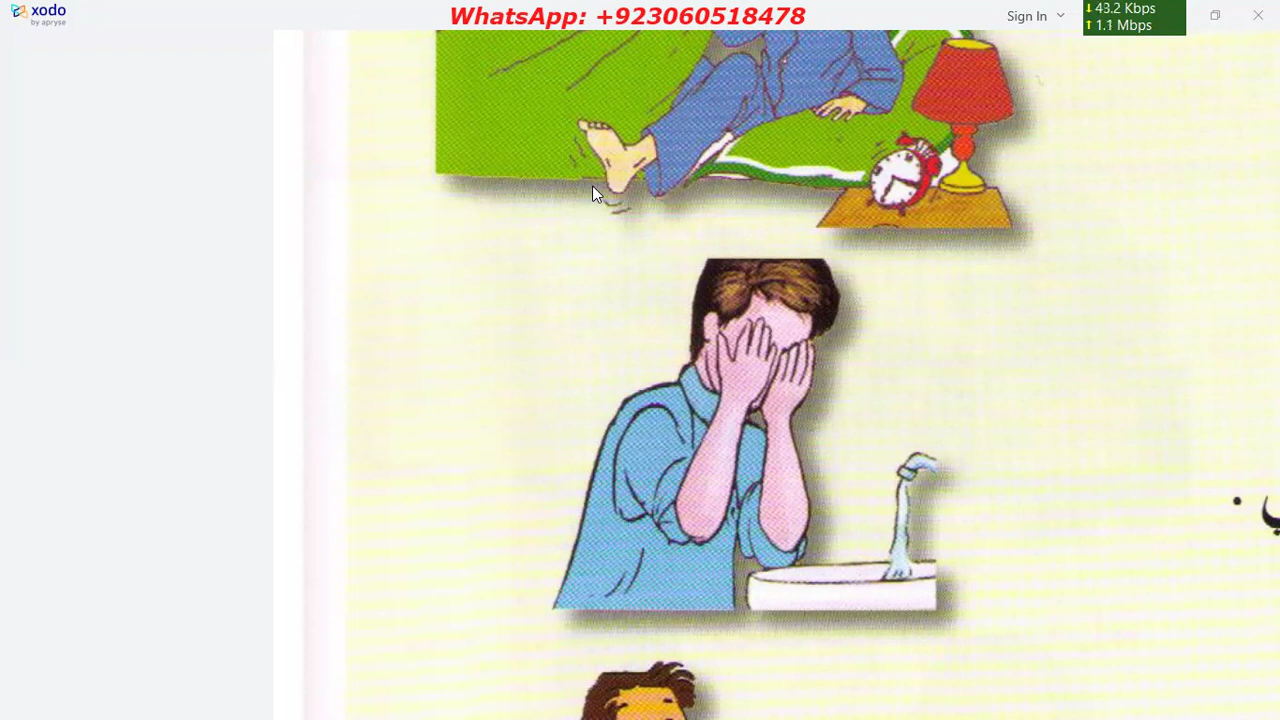 xodo
by apryse
WhatsApp: +923060518478
Sign In
↓ 43.2 Kbps
↑ 1.1 Mbps